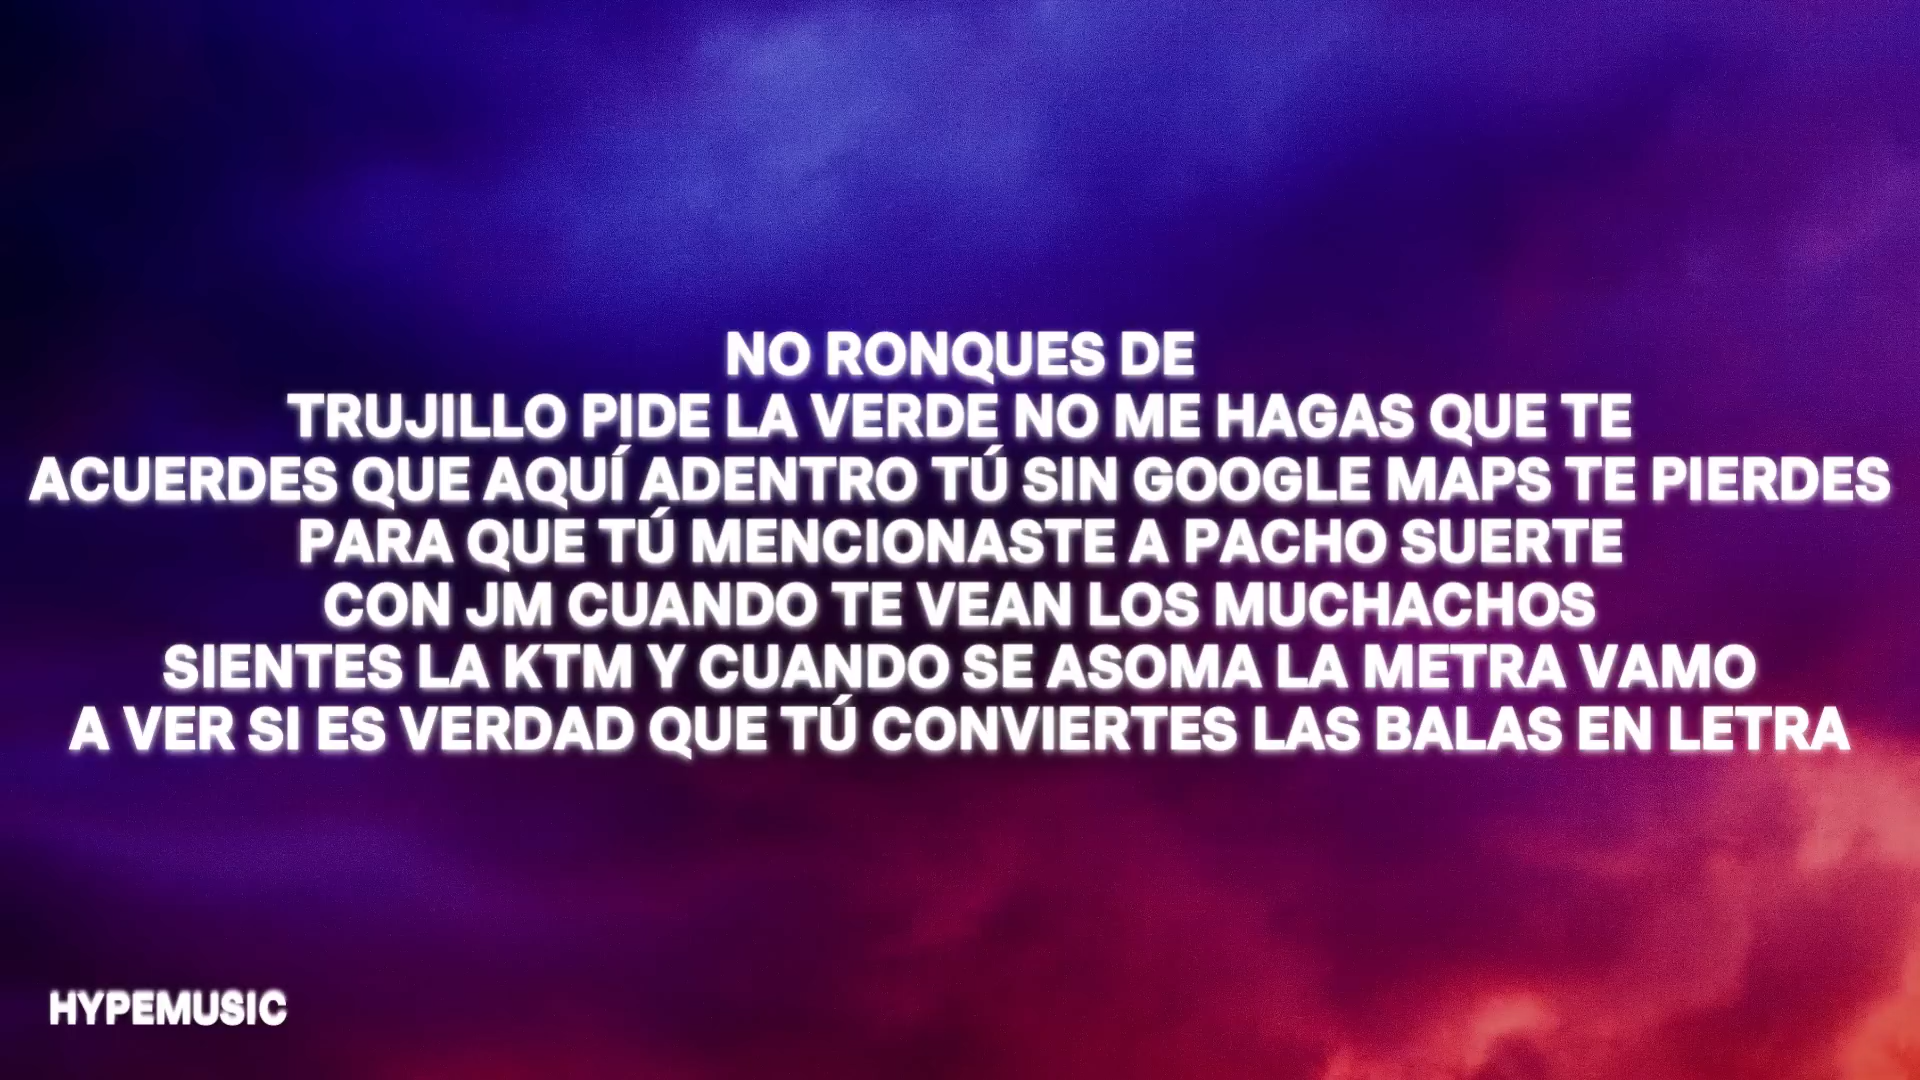 NO RONQUES DE
TRUJILLO PIDE LA VERDE NO ME HAGAS QUE TE
ACUERDES QUE AQUÍ ADENTRO TÚ SIN GOOGLE MAPS TE PIERDES
PARA QUE TÚ MENCIONASTE A PACHO SUERTE
CON JM CUANDO TE VEAN LOS MUCHACHOS
SIENTES LA KTM Y CUANDO SE ASOMA LA METRA VAMO
A VER SI ES VERDAD QUE TÚ CONVIERTES LAS BALAS EN LETRA
HYPEMUSIC